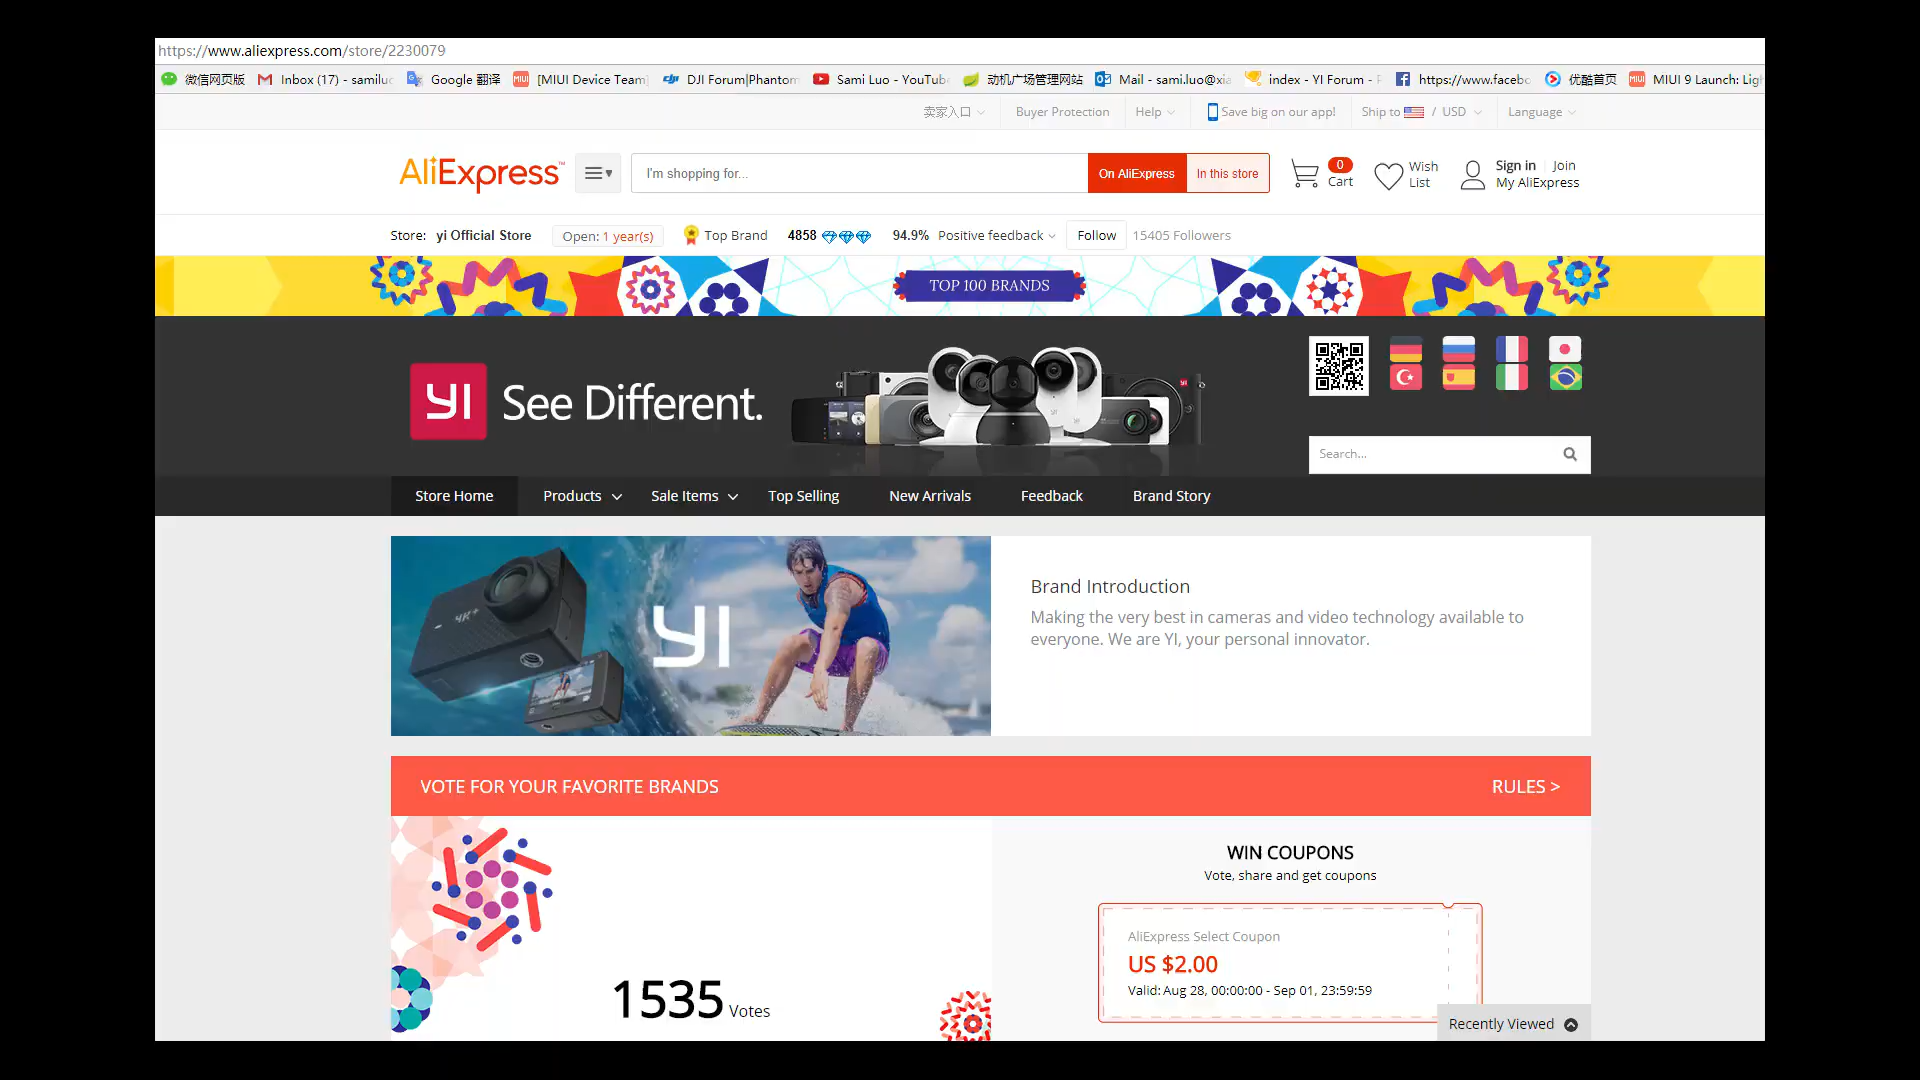 https://www.aliexpress.com/store/2230079
微信网页版 Inbox (17) - samiluc Google 翻译 [MIUI Device Team] DJI Forum|Phantom Sami Luo - YouTub 动机广场管理网站 Mail - sami.luo@xia index - YI Forum - F https://www.facebo 优酷首页 MIUI 9 Launch: Lig
卖家入口 Buyer Protection Help Save big on our app! Ship to / USD Language
AliExpress™ I'm shopping for... On AliExpress In this store 0 Cart Wish List Sign in Join My AliExpress
Store: yi Official Store Open: 1 year(s) Top Brand 4858 94.9% Positive feedback Follow 15405 Followers
TOP 100 BRANDS
YI See Different.
Search...
Store Home Products Sale Items Top Selling New Arrivals Feedback Brand Story
4K+
YI
Brand Introduction
Making the very best in cameras and video technology available to
everyone. We are YI, your personal innovator.
VOTE FOR YOUR FAVORITE BRANDS RULES >
WIN COUPONS
Vote, share and get coupons
AliExpress Select Coupon
US $2.00
Valid: Aug 28, 00:00:00 - Sep 01, 23:59:59
1535 Votes
Recently Viewed